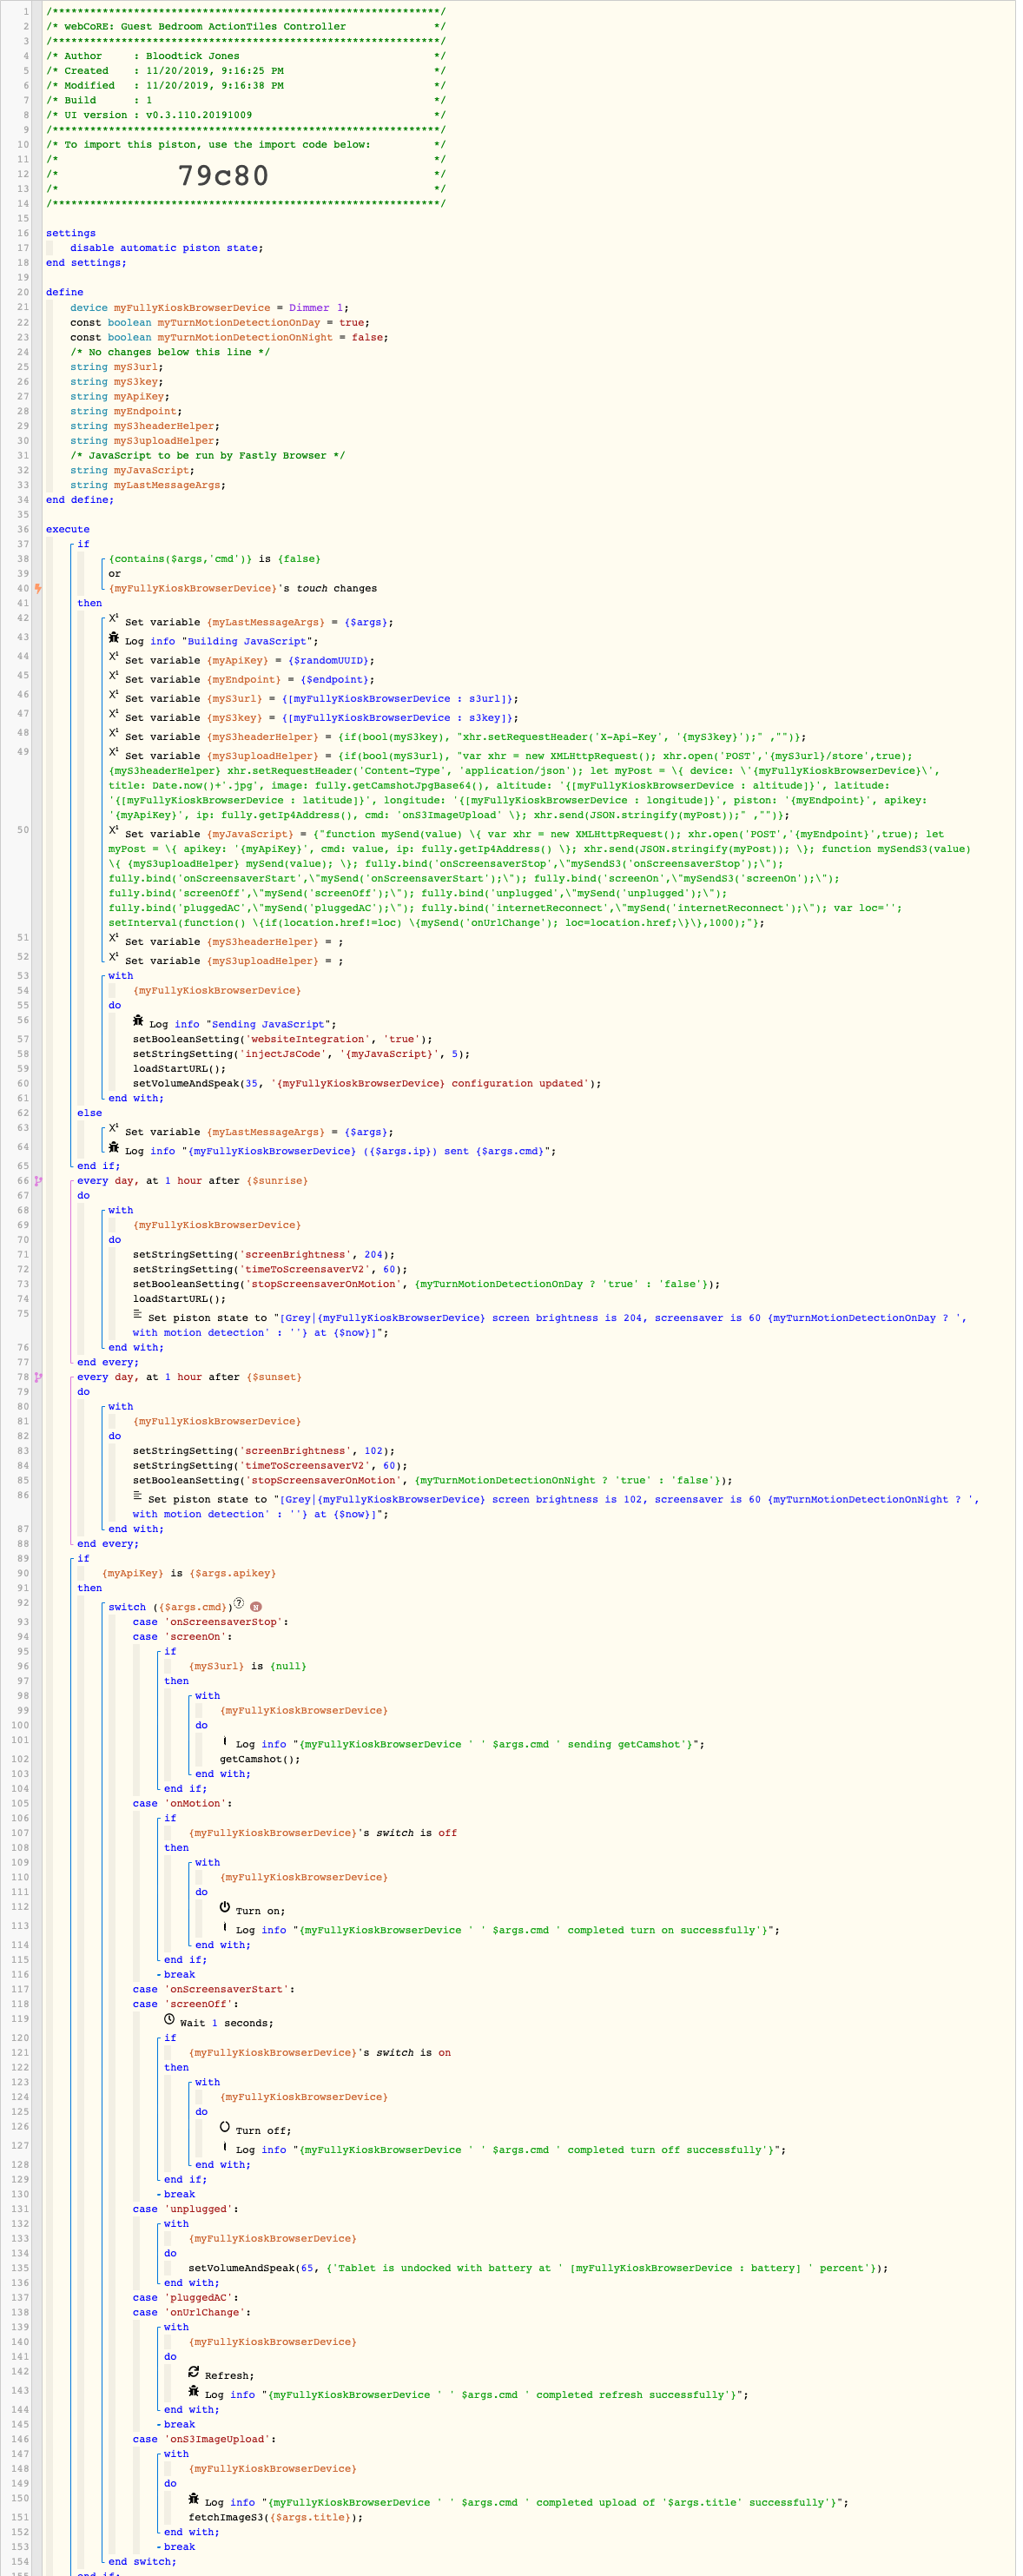 1 /***************************************************************/
2 /* webCoRE: Guest Bedroom ActionTiles Controller */
3 /***************************************************************/
4 /* Author : Bloodtick Jones */
5 /* Created : 11/20/2019, 9:16:25 PM */
6 /* Modified : 11/20/2019, 9:16:38 PM */
7 /* Build : 1 */
8 /* UI version : v0.3.110.20191009 */
9 /***************************************************************/
10 /* To import this piston, use the import code below: */
11 /* */
12 /* 79c80 */
13 /* */
14 /***************************************************************/
15
16 settings
17 disable automatic piston state;
18 end settings;
19
20 define
21 device myFullyKioskBrowserDevice = Dimmer 1;
22 const boolean myTurnMotionDetectionOnDay = true;
23 const boolean myTurnMotionDetectionOnNight = false;
24 /* No changes below this line */
25 string myS3url;
26 string myS3key;
27 string myApiKey;
28 string myEndpoint;
29 string myS3headerHelper;
30 string myS3uploadHelper;
31 /* JavaScript to be run by Fastly Browser */
32 string myJavaScript;
33 string myLastMessageArgs;
34 end define;
35
36 execute
37 if
38 {contains($args,'cmd')} is {false}
39 or
40 {myFullyKioskBrowserDevice}'s touch changes
41 then
42 Set variable {myLastMessageArgs} = {$args};
43 Log info "Building JavaScript";
44 Set variable {myApiKey} = {$randomUUID};
45 Set variable {myEndpoint} = {$endpoint};
46 Set variable {myS3url} = {[myFullyKioskBrowserDevice : s3url]};
47 Set variable {myS3key} = {[myFullyKioskBrowserDevice : s3key]};
48 Set variable {myS3headerHelper} = {if(bool(myS3key), "xhr.setRequestHeader('X-Api-Key', '{myS3key}');" ,"")};
49 Set variable {myS3uploadHelper} = {if(bool(myS3url), "var xhr = new XMLHttpRequest(); xhr.open('POST','{myS3url}/store',true);
{myS3headerHelper} xhr.setRequestHeader('Content-Type', 'application/json'); let myPost = \{ device: \'{myFullyKioskBrowserDevice}\',
title: Date.now()+'.jpg', image: fully.getCamshotJpgBase64(), altitude: '{[myFullyKioskBrowserDevice : altitude]}', latitude:
'{[myFullyKioskBrowserDevice : latitude]}', longitude: '{[myFullyKioskBrowserDevice : longitude]}', piston: '{myEndpoint}', apikey:
'{myApiKey}', ip: fully.getIp4Address(), cmd: 'onS3ImageUpload' \}; xhr.send(JSON.stringify(myPost));" ,"")};
50 Set variable {myJavaScript} = {"function mySend(value) \{ var xhr = new XMLHttpRequest(); xhr.open('POST','{myEndpoint}',true); let
myPost = \{ apikey: '{myApiKey}', cmd: value, ip: fully.getIp4Address() \}; xhr.send(JSON.stringify(myPost)); \}; function mySendS3(value)
\{ {myS3uploadHelper} mySend(value); \}; fully.bind('onScreensaverStop',\"mySendS3('onScreensaverStop');\");
fully.bind('onScreensaverStart',\"mySend('onScreensaverStart');\"); fully.bind('screenOn',\"mySendS3('screenOn');\");
fully.bind('screenOff',\"mySend('screenOff');\"); fully.bind('unplugged',\"mySend('unplugged');\");
fully.bind('pluggedAC',\"mySend('pluggedAC');\"); fully.bind('internetReconnect',\"mySend('internetReconnect');\"); var loc='';
setInterval(function() \{if(location.href!=loc) \{mySend('onUrlChange'); loc=location.href;\}\},1000);"};
51 Set variable {myS3headerHelper} = ;
52 Set variable {myS3uploadHelper} = ;
53 with
54 {myFullyKioskBrowserDevice}
55 do
56 Log info "Sending JavaScript";
57 setBooleanSetting('websiteIntegration', 'true');
58 setStringSetting('injectJsCode', '{myJavaScript}', 5);
59 loadStartURL();
60 setVolumeAndSpeak(35, '{myFullyKioskBrowserDevice} configuration updated');
61 end with;
62 else
63 Set variable {myLastMessageArgs} = {$args};
64 Log info "{myFullyKioskBrowserDevice} ({$args.ip}) sent {$args.cmd}";
65 end if;
66 every day, at 1 hour after {$sunrise}
67 do
68 with
69 {myFullyKioskBrowserDevice}
70 do
71 setStringSetting('screenBrightness', 204);
72 setStringSetting('timeToScreensaverV2', 60);
73 setBooleanSetting('stopScreensaverOnMotion', {myTurnMotionDetectionOnDay ? 'true' : 'false'});
74 loadStartURL();
75 Set piston state to "[Grey|{myFullyKioskBrowserDevice} screen brightness is 204, screensaver is 60 {myTurnMotionDetectionOnDay ? ',
with motion detection' : ''} at {$now}]";
76 end with;
77 end every;
78 every day, at 1 hour after {$sunset}
79 do
80 with
81 {myFullyKioskBrowserDevice}
82 do
83 setStringSetting('screenBrightness', 102);
84 setStringSetting('timeToScreensaverV2', 60);
85 setBooleanSetting('stopScreensaverOnMotion', {myTurnMotionDetectionOnNight ? 'true' : 'false'});
86 Set piston state to "[Grey|{myFullyKioskBrowserDevice} screen brightness is 102, screensaver is 60 {myTurnMotionDetectionOnNight ? ',
with motion detection' : ''} at {$now}]";
87 end with;
88 end every;
89 if
90 {myApiKey} is {$args.apikey}
91 then
92 switch ({$args.cmd}) ? N
93 case 'onScreensaverStop':
94 case 'screenOn':
95 if
96 {myS3url} is {null}
97 then
98 with
99 {myFullyKioskBrowserDevice}
100 do
101 Log info "{myFullyKioskBrowserDevice ' ' $args.cmd ' sending getCamshot'}";
102 getCamshot();
103 end with;
104 end if;
105 case 'onMotion':
106 if
107 {myFullyKioskBrowserDevice}'s switch is off
108 then
109 with
110 {myFullyKioskBrowserDevice}
111 do
112 Turn on;
113 Log info "{myFullyKioskBrowserDevice ' ' $args.cmd ' completed turn on successfully'}";
114 end with;
115 end if;
116 break
117 case 'onScreensaverStart':
118 case 'screenOff':
119 Wait 1 seconds;
120 if
121 {myFullyKioskBrowserDevice}'s switch is on
122 then
123 with
124 {myFullyKioskBrowserDevice}
125 do
126 Turn off;
127 Log info "{myFullyKioskBrowserDevice ' ' $args.cmd ' completed turn off successfully'}";
128 end with;
129 end if;
130 break
131 case 'unplugged':
132 with
133 {myFullyKioskBrowserDevice}
134 do
135 setVolumeAndSpeak(65, {'Tablet is undocked with battery at ' [myFullyKioskBrowserDevice : battery] ' percent'});
136 end with;
137 case 'pluggedAC':
138 case 'onUrlChange':
139 with
140 {myFullyKioskBrowserDevice}
141 do
142 Refresh;
143 Log info "{myFullyKioskBrowserDevice ' ' $args.cmd ' completed refresh successfully'}";
144 end with;
145 break
146 case 'onS3ImageUpload':
147 with
148 {myFullyKioskBrowserDevice}
149 do
150 Log info "{myFullyKioskBrowserDevice ' ' $args.cmd ' completed upload of '$args.title' successfully'}";
151 fetchImageS3({$args.title});
152 end with;
153 break
154 end switch;
155 end if;